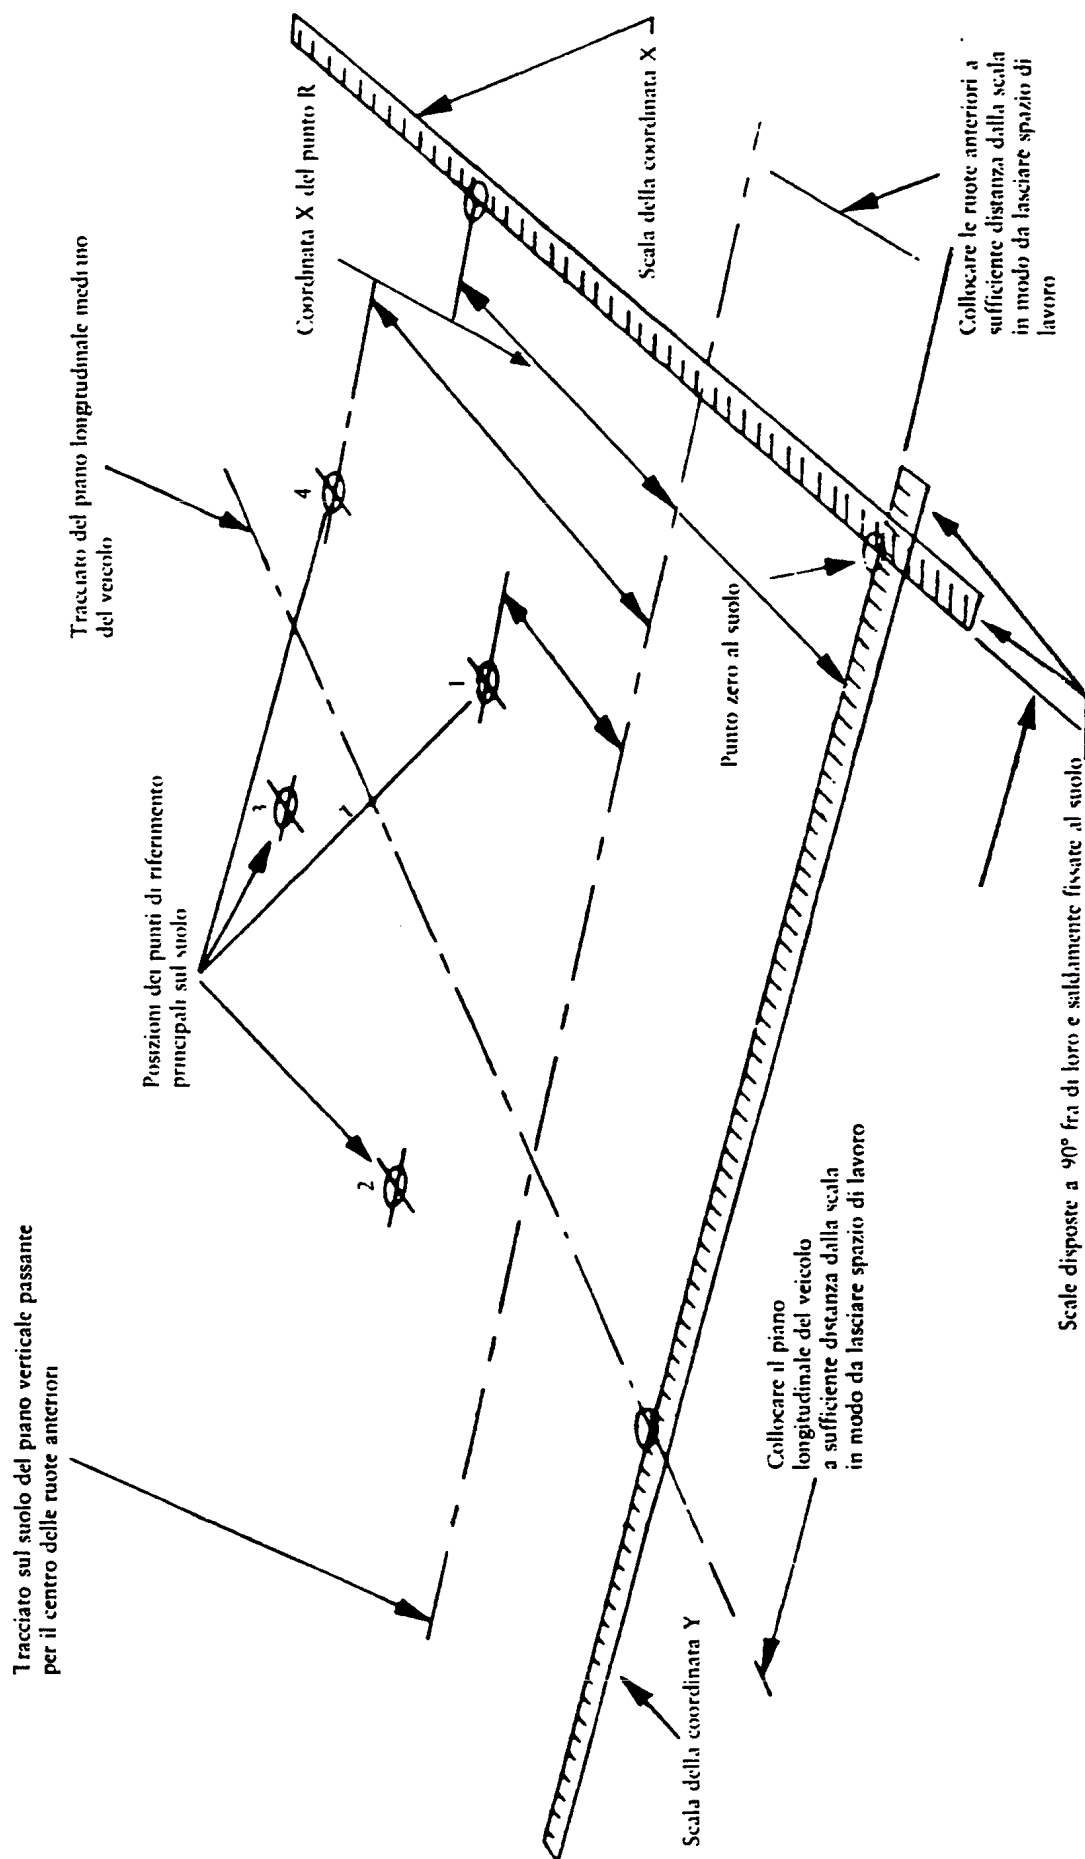 Tracciato sul suolo del piano verticale passante
per il centro delle ruote anteriori
Posizioni dei punti di riferimento
principali sul suolo
Tracciato del piano longitudinale mediano
del veicolo
Coordinata X del punto R
2
3
4
1
Scala della coordinata X
Punto zero al suolo
Scala della coordinata Y
Collocare il piano
longitudinale del veicolo
a sufficiente distanza dalla scala
in modo da lasciare spazio di lavoro
Collocare le ruote anteriori a
sufficiente distanza dalla scala
in modo da lasciare spazio di
lavoro
Scale disposte a 90° fra di loro e saldamente fissate al suolo